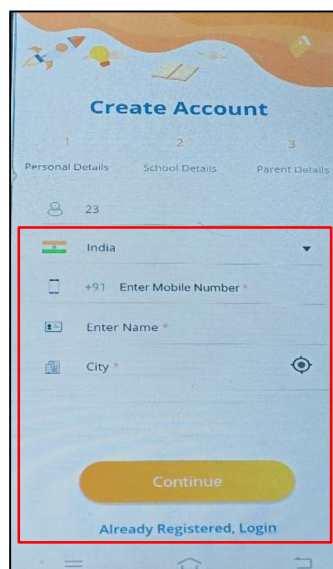 Create Account
1 2 3
Personal Details School Details Parent Details
23
India
+91 Enter Mobile Number *
Enter Name *
City *
Continue
Already Registered, Login